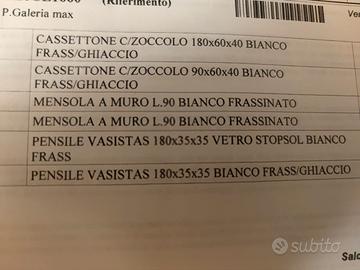 (Riferimento)
P.Galeria max
CASSETTONE C/ZOCCOLO 180x60x40 BIANCO
FRASS/GHIACCIO
CASSETTONE C/ZOCCOLO 90x60x40 BIANCO
FRASS/GHIACCIO
MENSOLA A MURO L.90 BIANCO FRASSINATO
MENSOLA A MURO L.90 BIANCO FRASSINATO
PENSILE VASISTAS 180x35x35 VETRO STOPSOL BIANCO
FRASS
PENSILE VASISTAS 180x35x35 BIANCO FRASS/GHIACCIO
subito